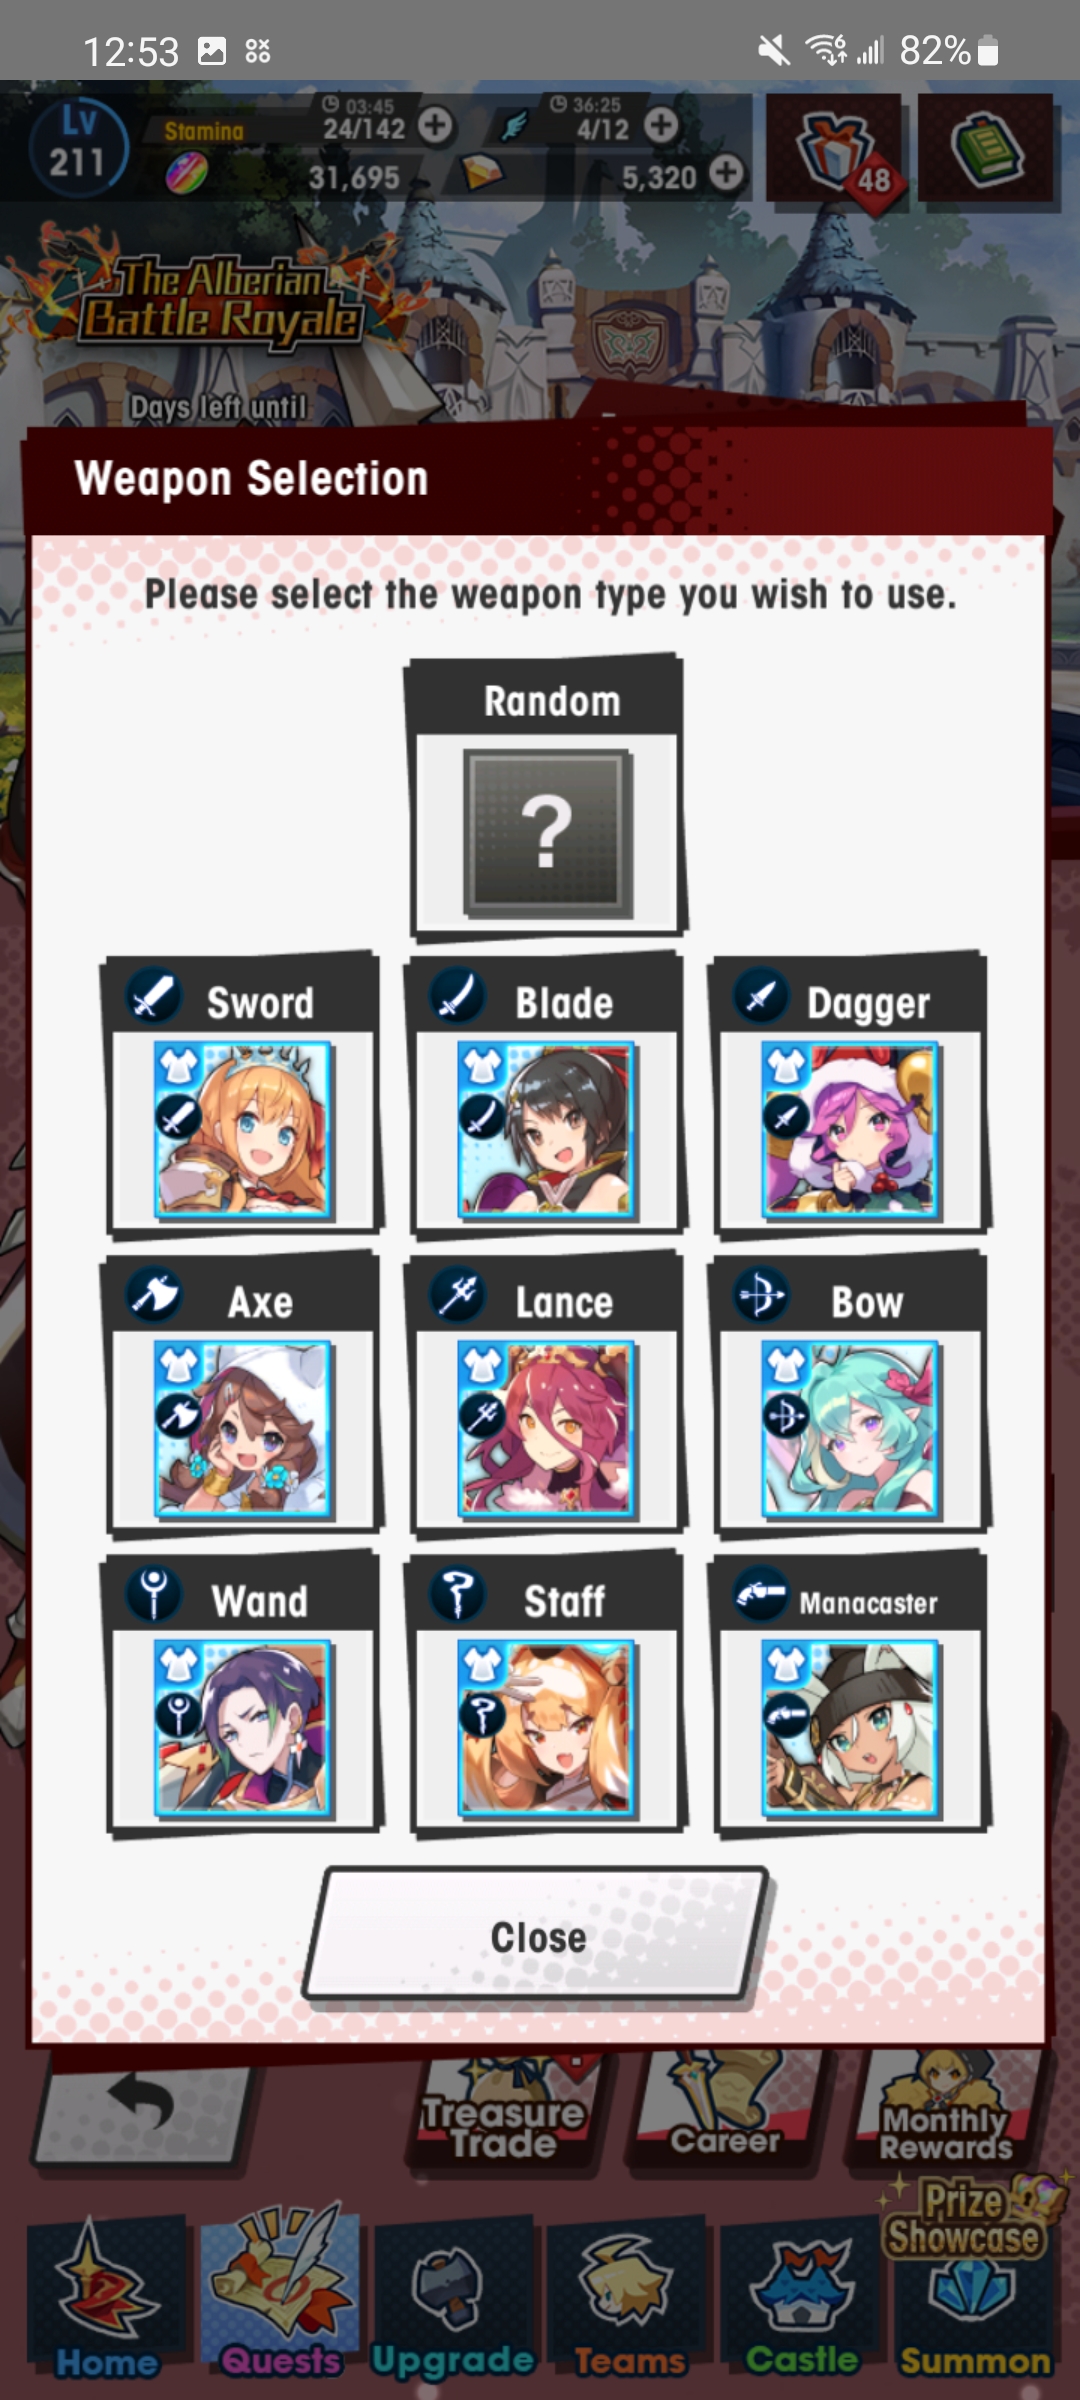 12:53
82%
Lv
211
Stamina
03:45
24/142
36:25
4/12
31,695
5,320
48
The Alberian
Battle Royale
Days left until
Weapon Selection
Please select the weapon type you wish to use.
Random
?
Sword
Blade
Dagger
Axe
Lance
Bow
Wand
Staff
Manacaster
Close
Treasure
Trade
Career
Monthly
Rewards
Prize
Showcase
Home
Quests
Upgrade
Teams
Castle
Summon